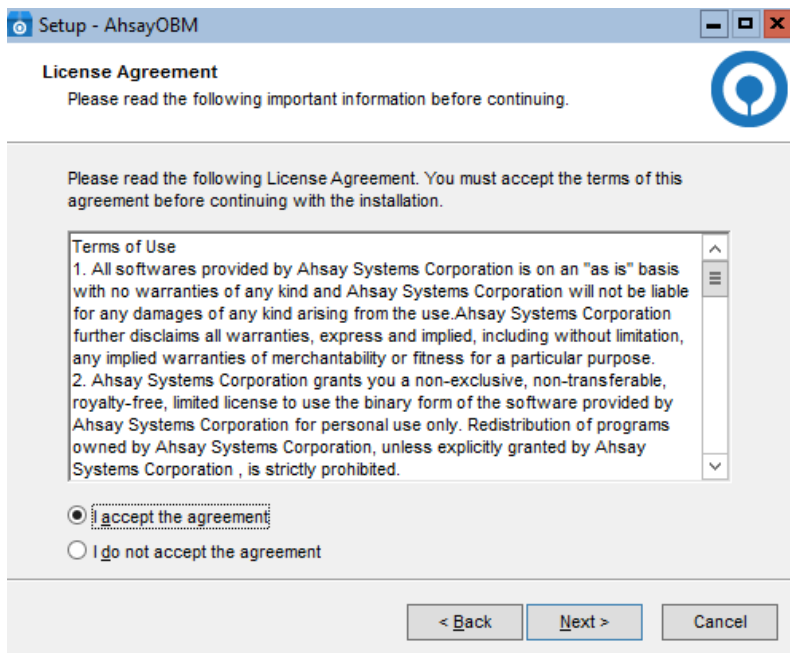 Setup - AhsayOBM
License Agreement
Please read the following important information before continuing.
Please read the following License Agreement. You must accept the terms of this
agreement before continuing with the installation.
Terms of Use
1. All softwares provided by Ahsay Systems Corporation is on an "as is" basis
with no warranties of any kind and Ahsay Systems Corporation will not be liable
for any damages of any kind arising from the use.Ahsay Systems Corporation
further disclaims all warranties, express and implied, including without limitation,
any implied warranties of merchantability or fitness for a particular purpose.
2. Ahsay Systems Corporation grants you a non-exclusive, non-transferable,
royalty-free, limited license to use the binary form of the software provided by
Ahsay Systems Corporation for personal use only. Redistribution of programs
owned by Ahsay Systems Corporation, unless explicitly granted by Ahsay
Systems Corporation , is strictly prohibited.
I accept the agreement
I do not accept the agreement
< Back Next > Cancel